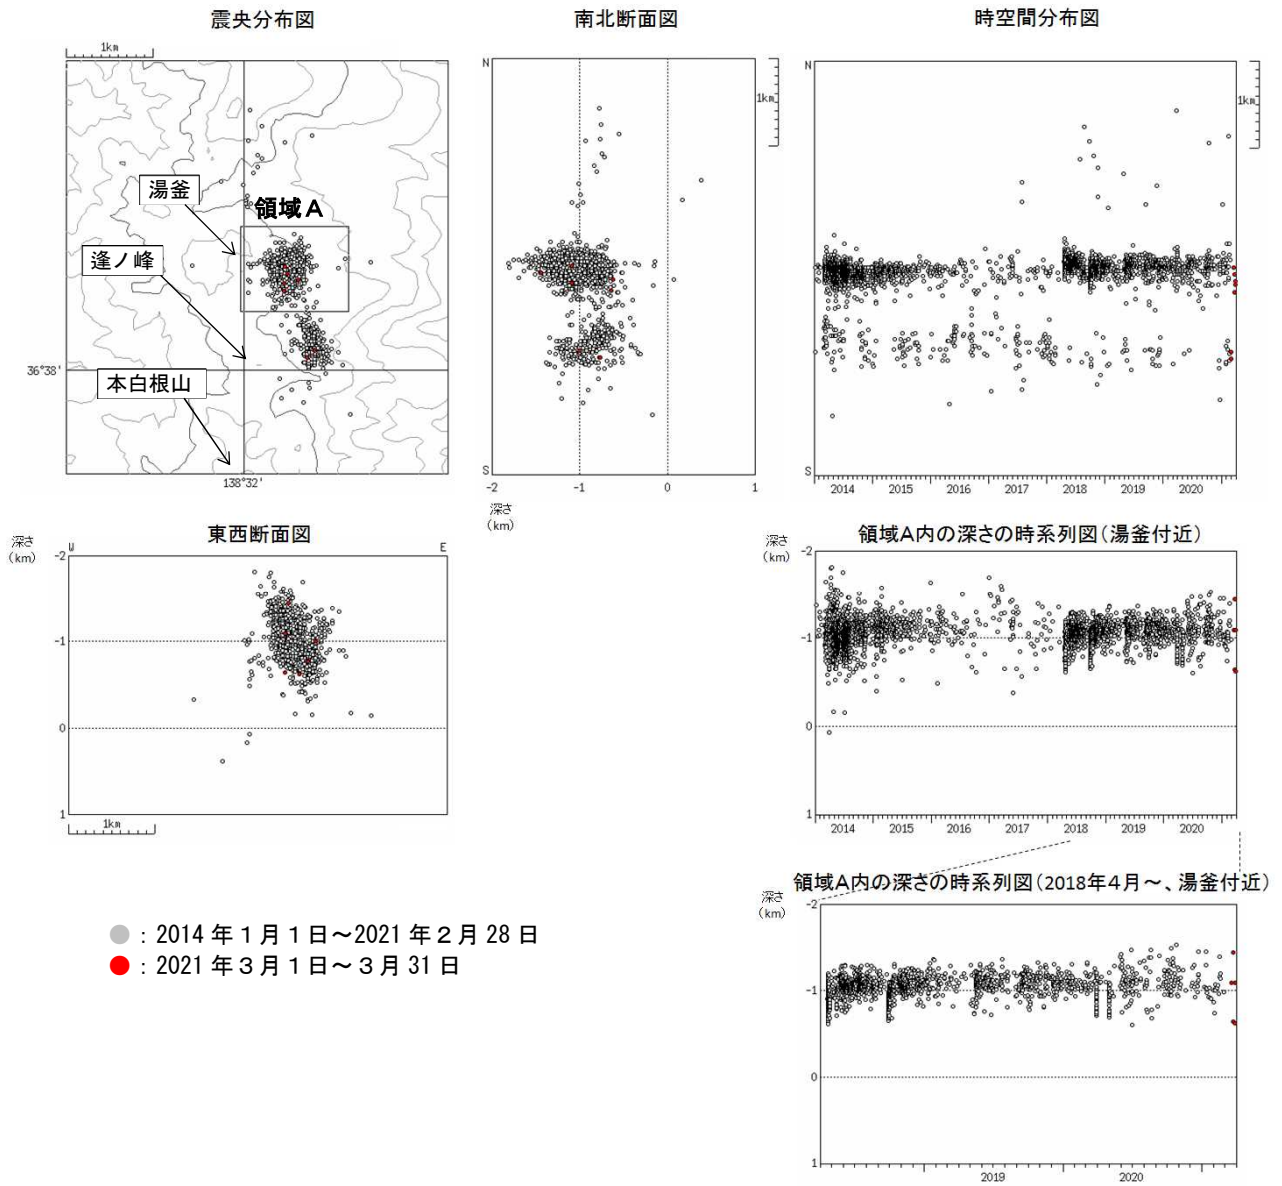 震央分布図
1km
湯釜
領域A
逢ノ峰
36°38'
本白根山
138°32'
南北断面図
N
1km
S
-2 -1 0 1
深さ
(km)
時空間分布図
N
1km
S
2014 2015 2016 2017 2018 2019 2020
東西断面図
深さ
(km)
W E
-2
-1
0
1
1km
領域A内の深さの時系列図(湯釜付近)
深さ
(km)
-2
-1
0
1
2014 2015 2016 2017 2018 2019 2020
領域A内の深さの時系列図(2018年4月~、湯釜付近)
深さ
(km)
-2
-1
0
1
2019 2020
:2014年1月1日~2021年2月28日
:2021年3月1日~3月31日